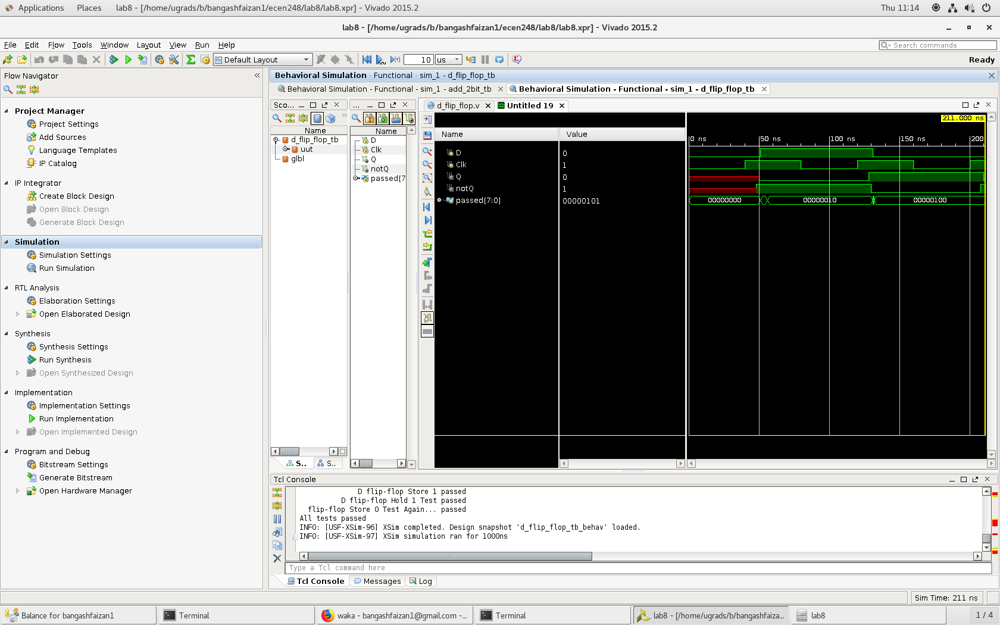 Applications Places lab8 - [/home/ugrads/b/bangashfaizan1/ecen248/lab8/lab8.xpr] - Vivado 2015.2 Thu 11:14
lab8 - [/home/ugrads/b/bangashfaizan1/ecen248/lab8/lab8.xpr] - Vivado 2015.2
File Edit Flow Tools Window Layout View Run Help Search commands
Default Layout 10 us Ready
Flow Navigator
Project Manager
Project Settings
Add Sources
Language Templates
IP Catalog
IP Integrator
Create Block Design
Open Block Design
Generate Block Design
Simulation
Simulation Settings
Run Simulation
RTL Analysis
Elaboration Settings
Open Elaborated Design
Synthesis
Synthesis Settings
Run Synthesis
Open Synthesized Design
Implementation
Implementation Settings
Run Implementation
Open Implemented Design
Program and Debug
Bitstream Settings
Generate Bitstream
Open Hardware Manager
Behavioral Simulation - Functional - sim_1 - d_flip_flop_tb
Behavioral Simulation - Functional - sim_1 - add_2bit_tb
Behavioral Simulation - Functional - sim_1 - d_flip_flop_tb
Sco...
Name
d_flip_flop_tb
uut
glbl
S..
S..
...
Name
D
Clk
Q
notQ
passed[7
d_flip_flop.v
Untitled 19
211.000 ns
Name Value
0 ns 50 ns 100 ns 150 ns 200
D 0
Clk 1
Q 0
notQ 1
passed[7:0] 00000101 00000000 00000010 00000100
Tcl Console
D flip-flop Store 1 passed
D flip-flop Hold 1 Test passed
flip-flop Store 0 Test Again... passed
All tests passed
INFO: [USF-XSim-96] XSim completed. Design snapshot 'd_flip_flop_tb_behav' loaded.
INFO: [USF-XSim-97] XSim simulation ran for 1000ns
Type a Tcl command here
Tcl Console Messages Log
Sim Time: 211 ns
Balance for bangashfaizan1 Terminal waka - bangashfaizan1@gmail.com -... Terminal lab8 - [/home/ugrads/b/bangashfaiza... lab8 1 / 4